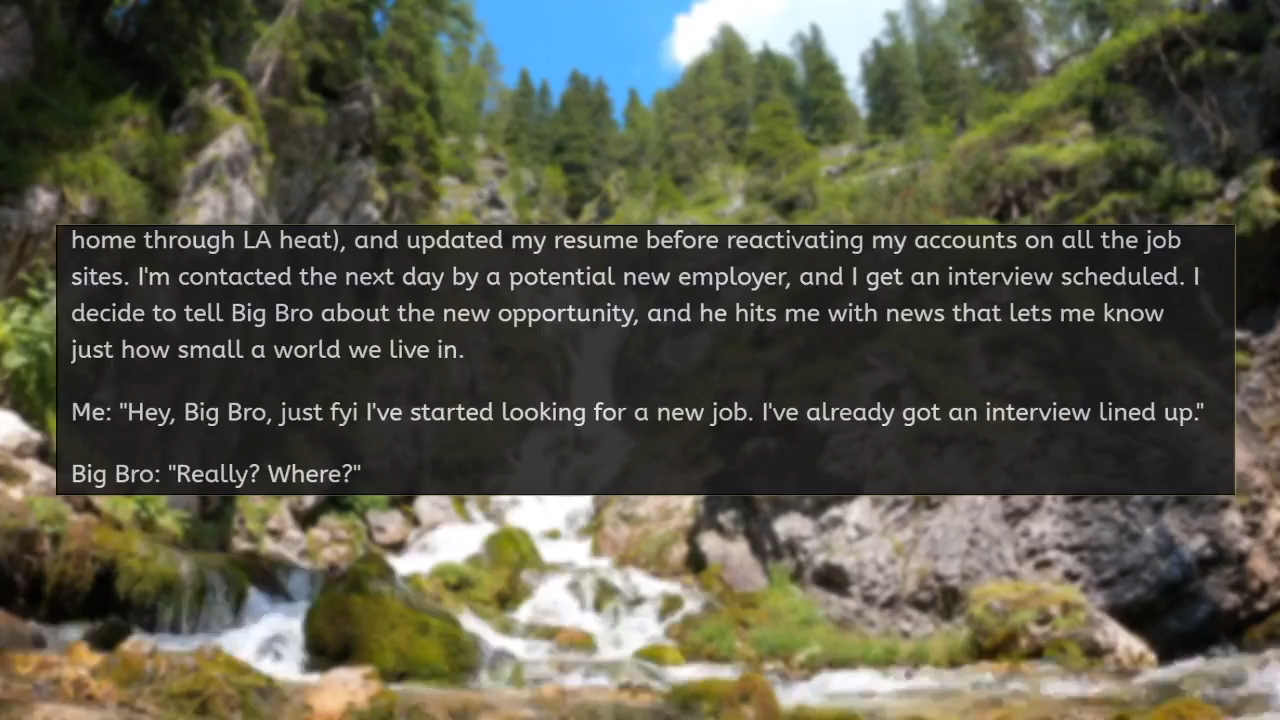 home through LA heat), and updated my resume before reactivating my accounts on all the job
sites. I'm contacted the next day by a potential new employer, and I get an interview scheduled. I
decide to tell Big Bro about the new opportunity, and he hits me with news that lets me know
just how small a world we live in.
Me: "Hey, Big Bro, just fyi I've started looking for a new job. I've already got an interview lined up."
Big Bro: "Really? Where?"